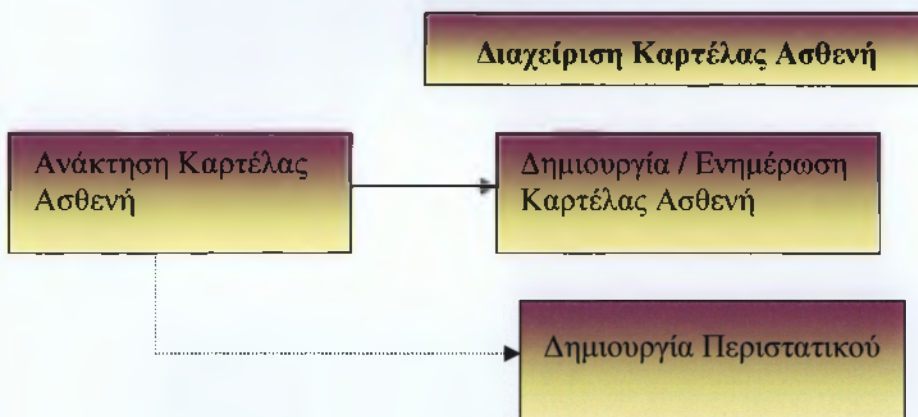 Διαχείριση Καρτέλας Ασθενή
Ανάκτηση Καρτέλας
Ασθενή
Δημιουργία / Ενημέρωση
Καρτέλας Ασθενή
Δημιουργία Περιστατικού